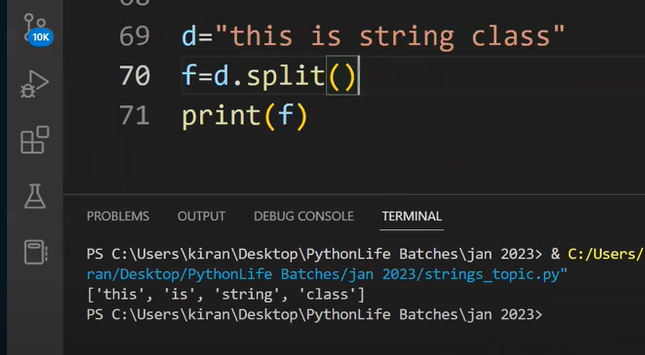 10K
69 d="this is string class"
70 f=d.split()
71 print(f)
PROBLEMS OUTPUT DEBUG CONSOLE TERMINAL
PS C:\Users\kiran\Desktop\PythonLife Batches\jan 2023> & C:/Users/
ran/Desktop/PythonLife Batches/jan 2023/strings_topic.py"
['this', 'is', 'string', 'class']
PS C:\Users\kiran\Desktop\PythonLife Batches\jan 2023>